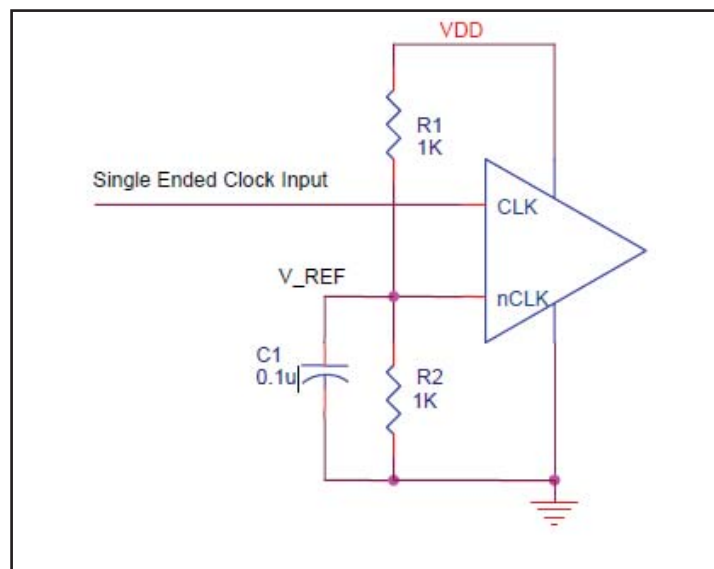 VDD
R1
1K
Single Ended Clock Input
CLK
V_REF
nCLK
C1
0.1u
R2
1K